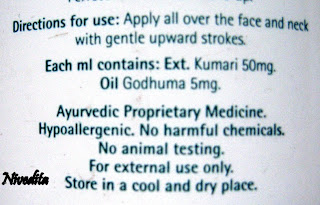 Directions for use: Apply all over the face and neck
with gentle upward strokes.
Each ml contains: Ext. Kumari 50mg.
Oil Godhuma 5mg.
Ayurvedic Proprietary Medicine.
Hypoallergenic. No harmful chemicals.
No animal testing.
For external use only.
Store in a cool and dry place.
Nivedita